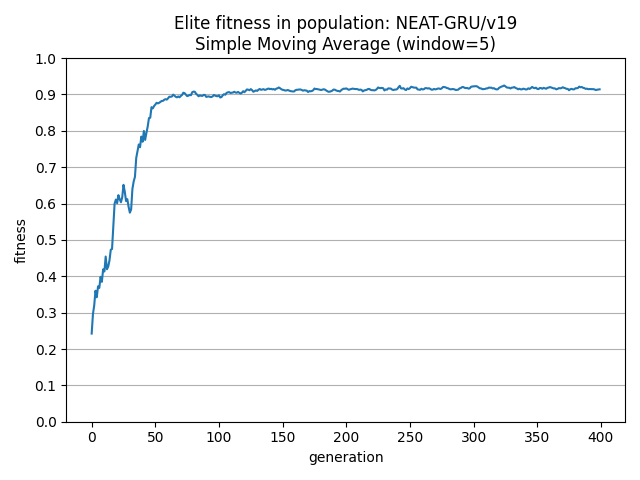 Elite fitness in population: NEAT-GRU/v19
Simple Moving Average (window=5)
1.0
0.9
0.8
0.7
0.6
0.5
0.4
0.3
0.2
0.1
0.0
fitness
0 50 100 150 200 250 300 350 400
generation